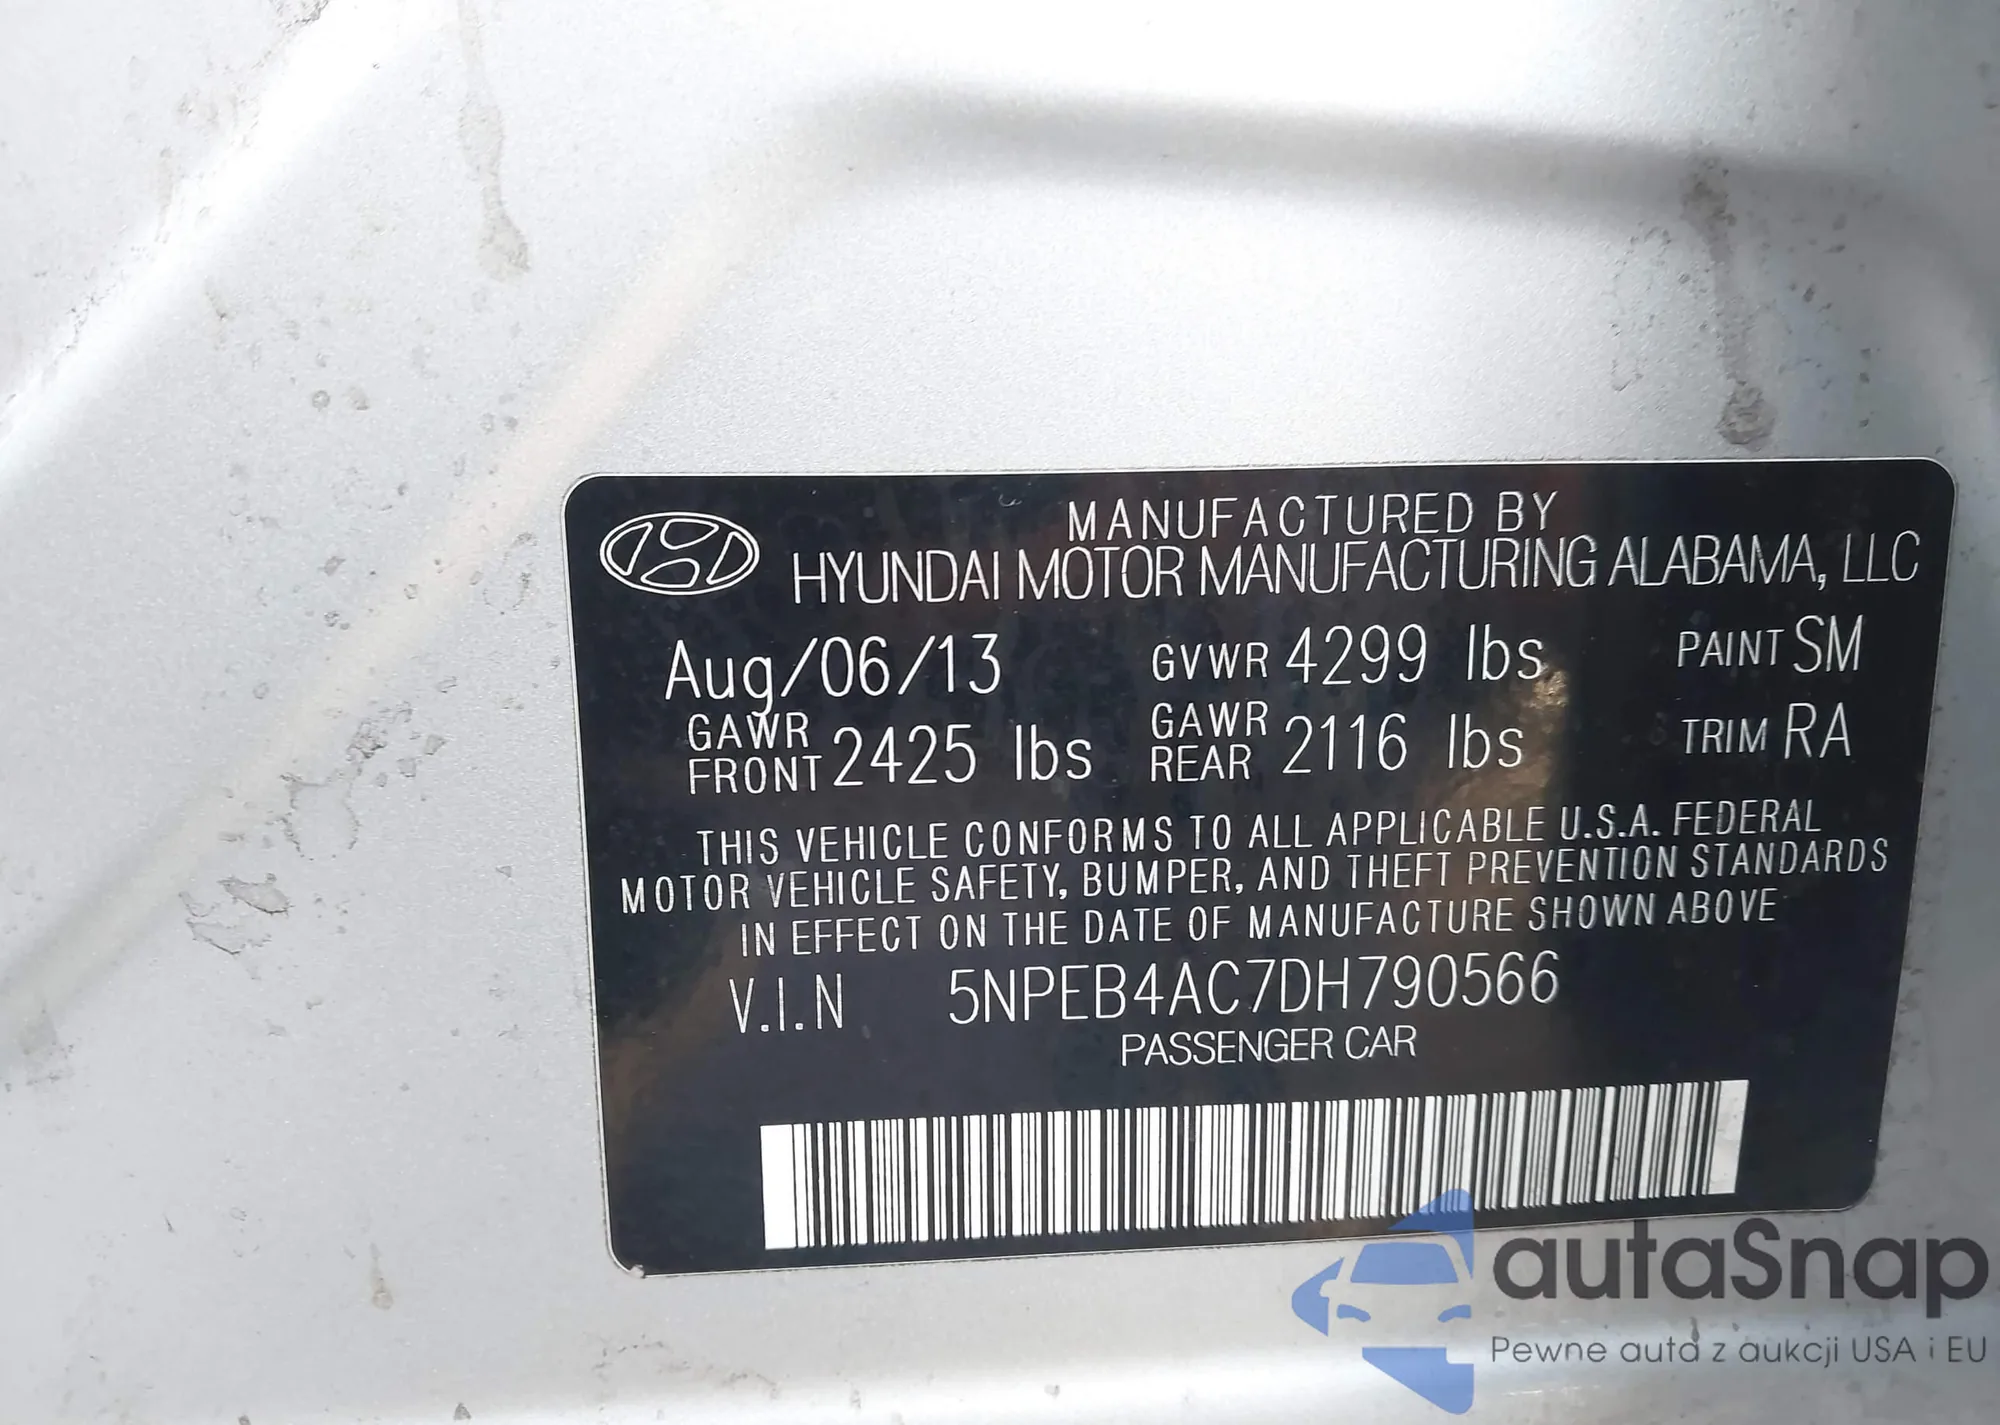 MANUFACTURED BY
HYUNDAI MOTOR MANUFACTURING ALABAMA, LLC
Aug/06/13 GVWR 4299 lbs PAINT SM
GAWR FRONT 2425 lbs GAWR REAR 2116 lbs TRIM RA
THIS VEHICLE CONFORMS TO ALL APPLICABLE U.S.A. FEDERAL
MOTOR VEHICLE SAFETY, BUMPER, AND THEFT PREVENTION STANDARDS
IN EFFECT ON THE DATE OF MANUFACTURE SHOWN ABOVE
V.I.N 5NPEB4AC7DH790566
PASSENGER CAR
autaSnap
Pewne auta z aukcji USA i EU